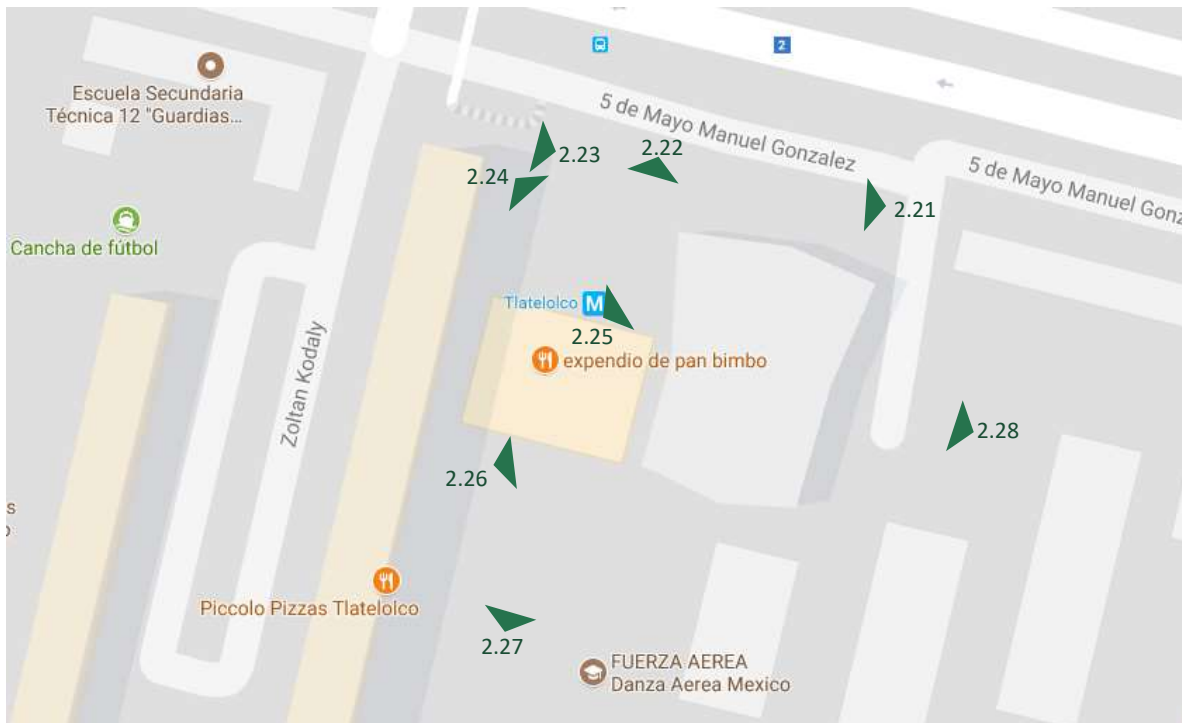 2
Escuela Secundaria
Técnica 12 "Guardias...
5 de Mayo Manuel Gonzalez
5 de Mayo Manuel Gonz
2.23
2.22
2.24
2.21
Cancha de fútbol
Tlatelolco M
2.25
expendio de pan bimbo
Zoltan Kodaly
2.28
2.26
s
Piccolo Pizzas Tlatelolco
2.27
FUERZA AEREA
Danza Aerea Mexico